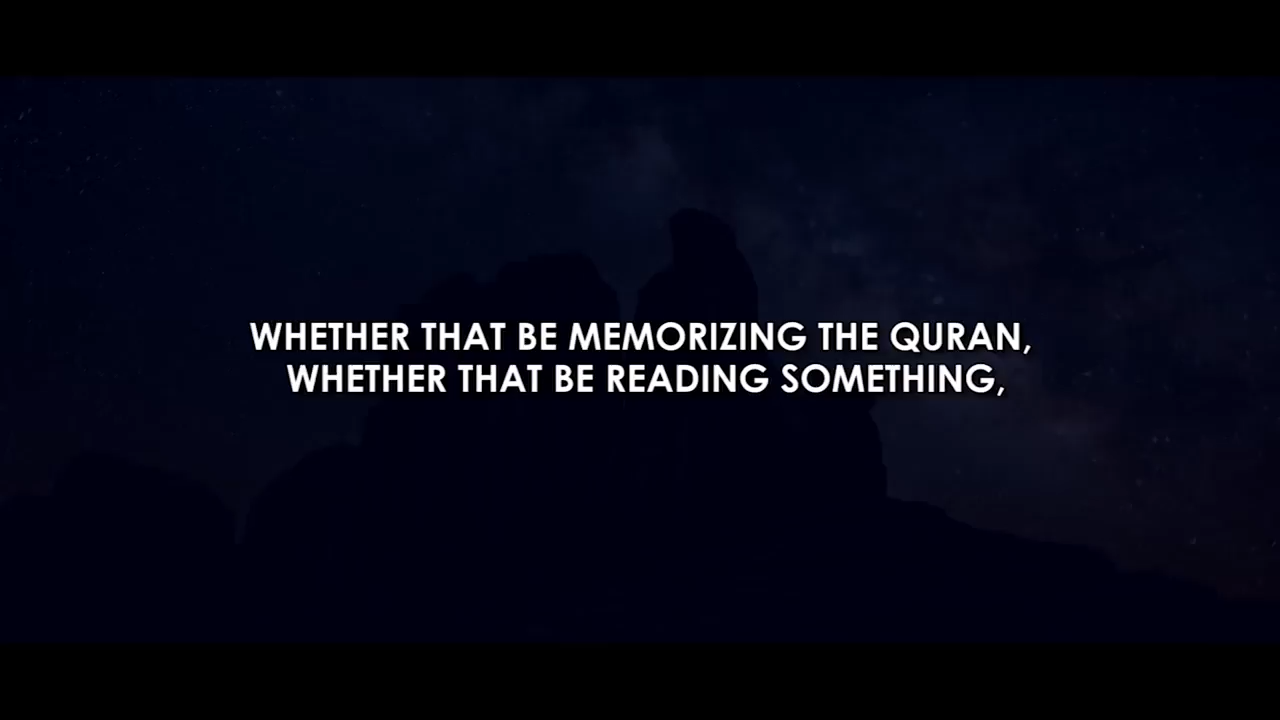 WHETHER THAT BE MEMORIZING THE QURAN,
WHETHER THAT BE READING SOMETHING,